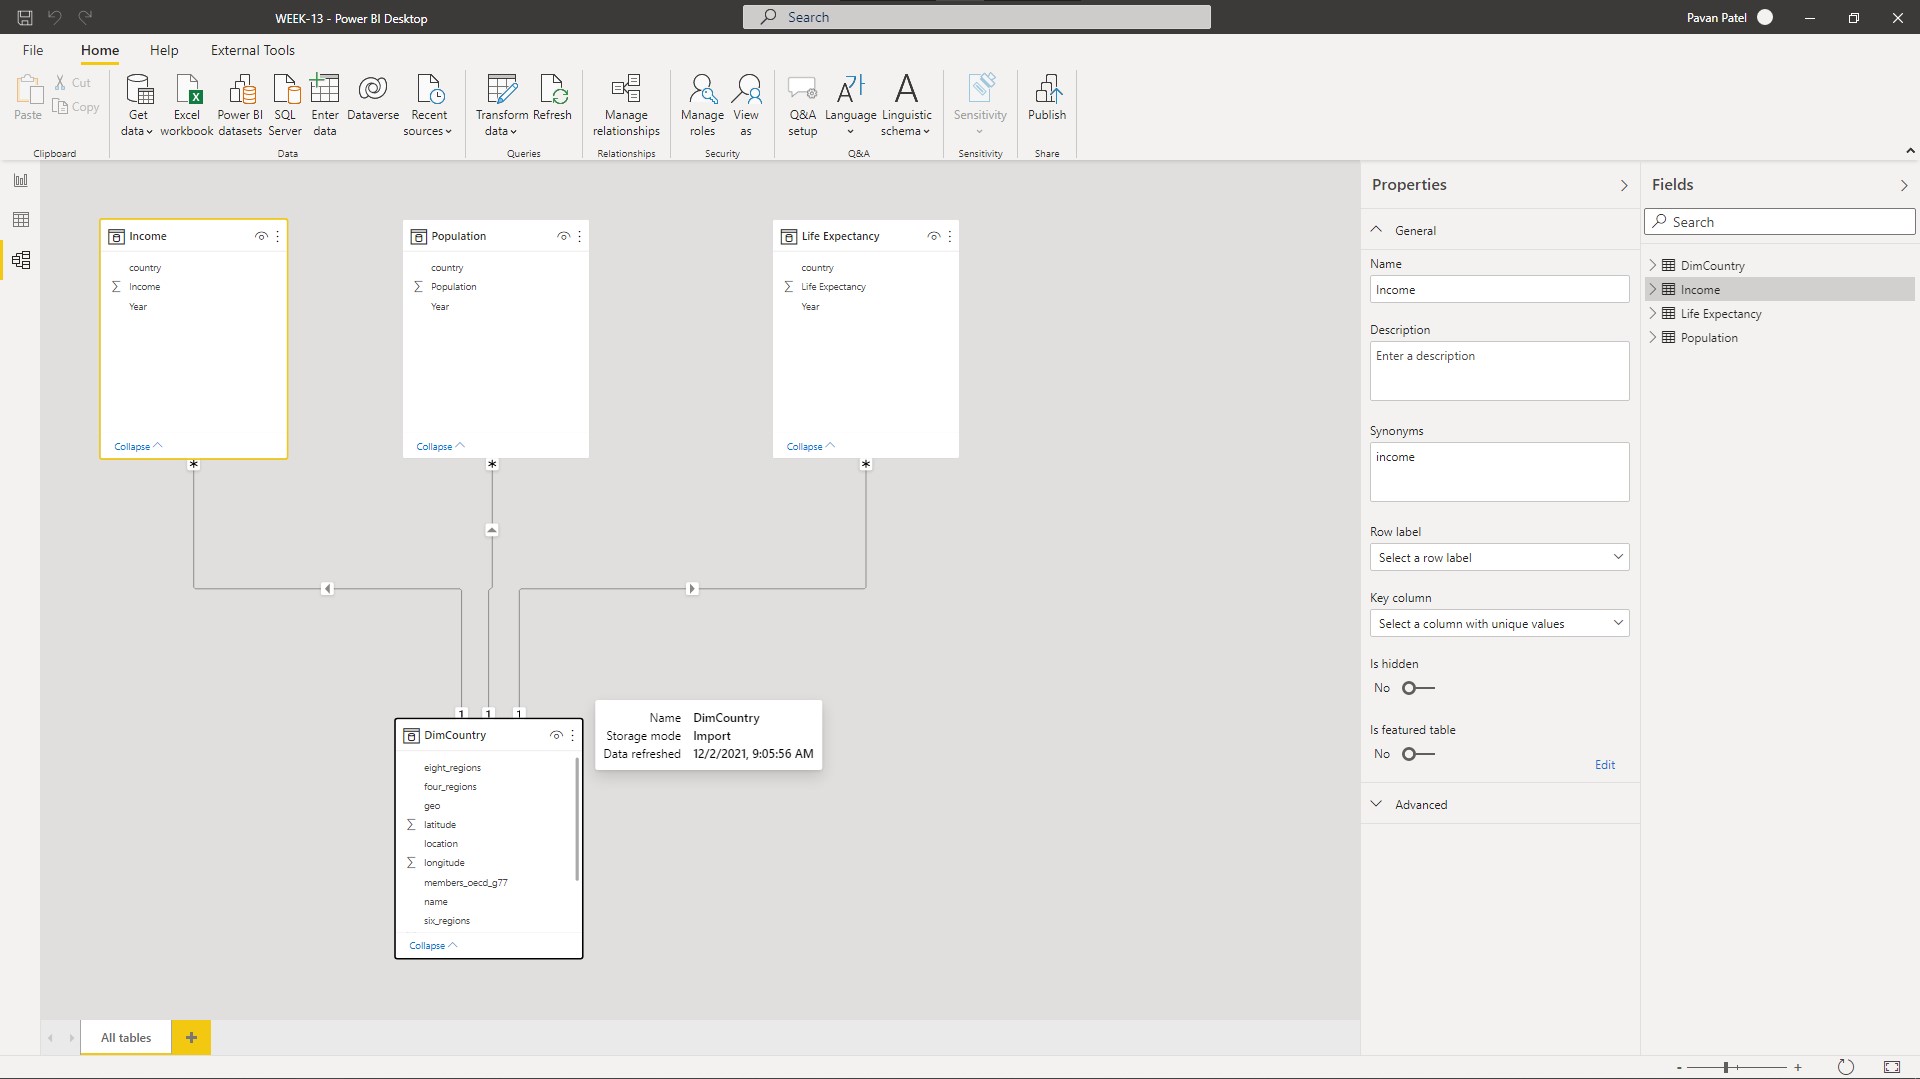 WEEK-13 - Power BI Desktop
Search
Pavan Patel
File
Home
Help
External Tools
Paste
Cut
Copy
Clipboard
Get data
Excel workbook
Power BI datasets
SQL Server
Enter data
Dataverse
Recent sources
Data
Transform data
Refresh
Queries
Manage relationships
Relationships
Manage roles
View as
Security
Q&A setup
Language
Linguistic schema
Q&A
Sensitivity
Sensitivity
Publish
Share
Income
country
Income
Year
Collapse
Population
country
Population
Year
Collapse
Life Expectancy
country
Life Expectancy
Year
Collapse
*
*
*
1
1
1
DimCountry
eight_regions
four_regions
geo
latitude
location
longitude
members_oecd_g77
name
six_regions
Collapse
Name DimCountry
Storage mode Import
Data refreshed 12/2/2021, 9:05:56 AM
Properties
General
Name
Income
Description
Enter a description
Synonyms
income
Row label
Select a row label
Key column
Select a column with unique values
Is hidden
No
Is featured table
No
Edit
Advanced
Fields
Search
DimCountry
Income
Life Expectancy
Population
All tables